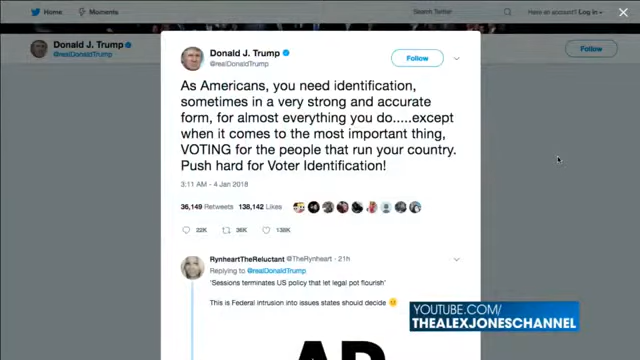 Home Moments Search Twitter Have an account? Log in
Donald J. Trump
@realDonaldTrump
Follow
Donald J. Trump
@realDonaldTrump
Follow
As Americans, you need identification,
sometimes in a very strong and accurate
form, for almost everything you do.....except
when it comes to the most important thing,
VOTING for the people that run your country.
Push hard for Voter Identification!
3:11 AM - 4 Jan 2018
36,149 Retweets 138,142 Likes
36K 138K
RynheartTheReluctant @TheRynheart · 21h
Replying to @realDonaldTrump
'Sessions terminates US policy that let legal pot flourish'
This is Federal intrusion into issues states should decide
YOUTUBE.COM/
THEALEXJONESCHANNEL